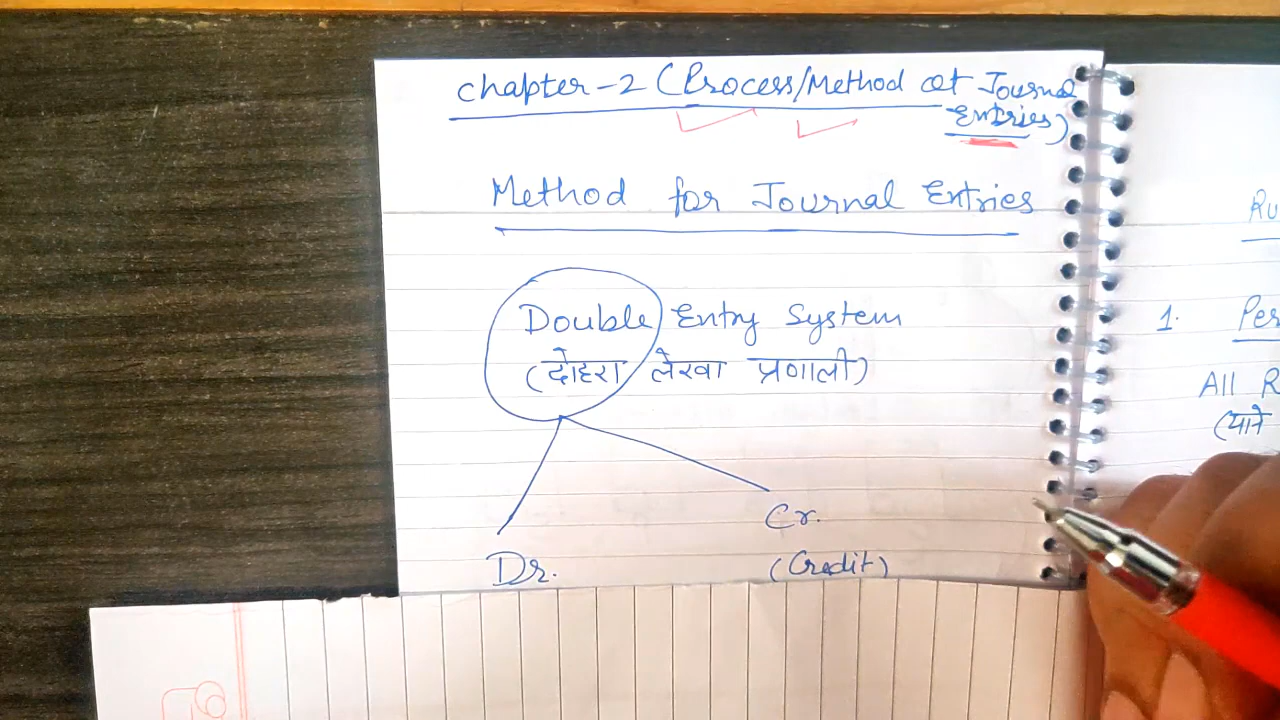 Chapter-2 (Process/Method of Journal
Entries)
Method for Journal Entries
Double Entry System
(दोहरा लेखा प्रणाली)
Cr.
Dr.
(Credit)
1.
All R
(याने